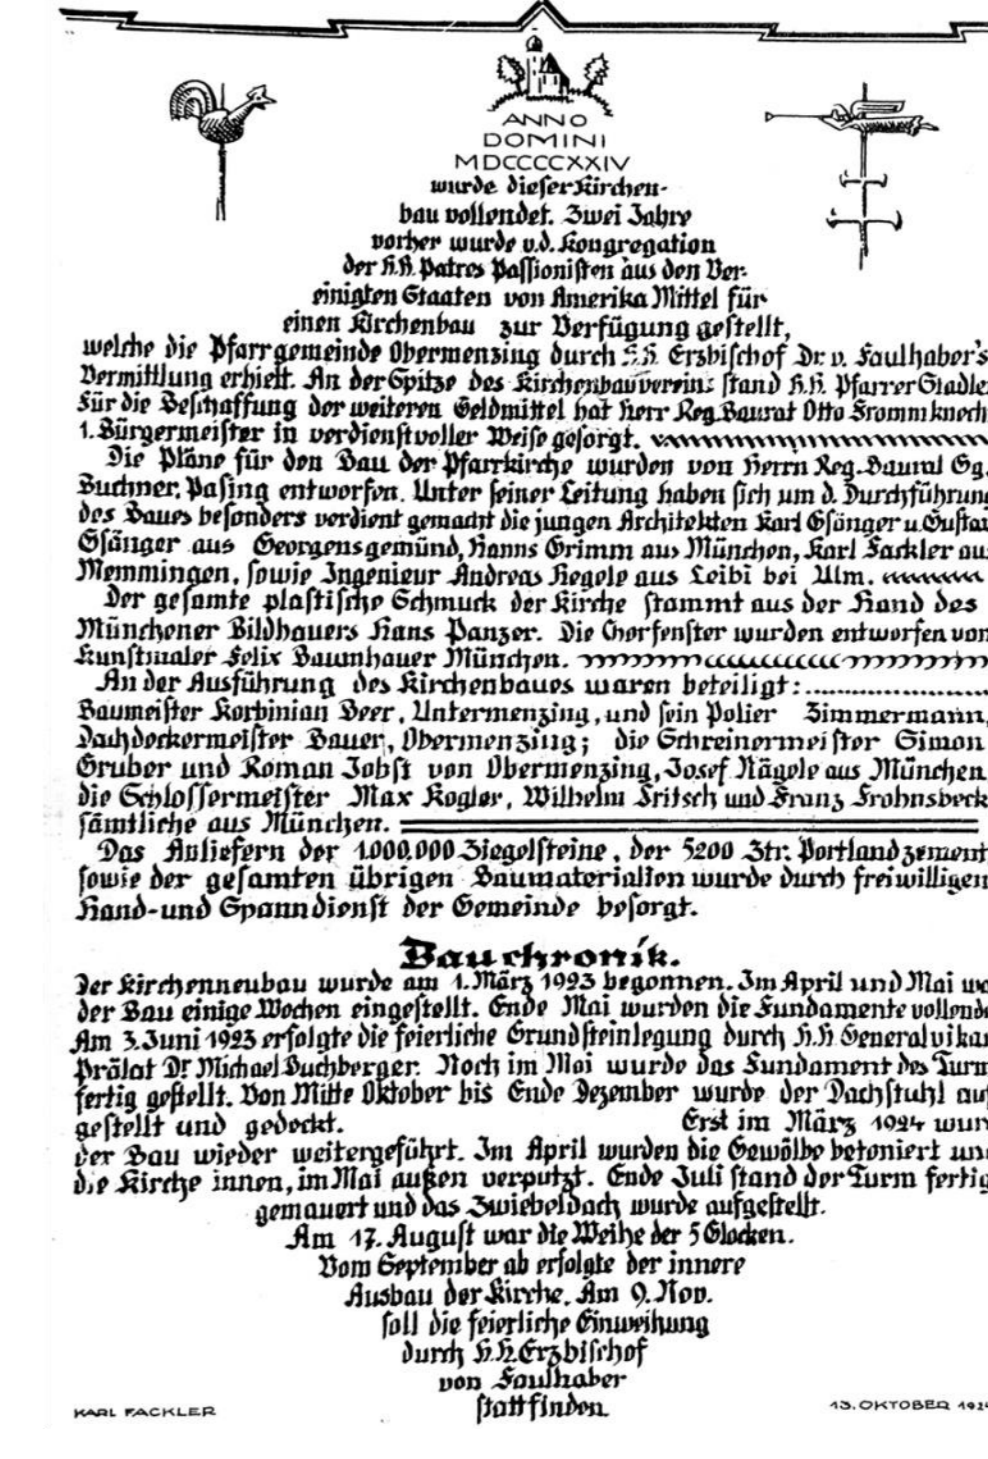 ANNO
DOMINI
MDCCCCXXIV
wurde dieser Kirchen-
bau vollendet. Zwei Jahre
vorher wurde v.d. Kongregation
der H.H. Patres Passionisten aus den Ver-
einigten Staaten von Amerika Mittel für
einen Kirchenbau zur Verfügung gestellt,
welche die Pfarrgemeinde Obermenzing durch H.H. Erzbischof Dr. v. Faulhaber's
Vermittlung erhielt. An der Spitze des Kirchenbauvereins stand H.H. Pfarrer Stadle
Für die Beschaffung der weiteren Geldmittel hat Herr Reg.Baurat Otto Frommknech
1. Bürgermeister in verdienstvoller Weise gesorgt.
Die Pläne für den Bau der Pfarrkirche wurden von Herrn Reg.-Baurat Gg.
Buchner, Pasing entworfen. Unter seiner Leitung haben sich um d. Durchführung
des Baues besonders verdient gemacht die jungen Architekten Karl Gsänger u. Gustav
Gsänger aus Georgensgemünd, Hanns Grimm aus München, Karl Fackler au
Memmingen, sowie Ingenieur Andreas Hegele aus Leibi bei Ulm.
Der gesamte plastische Schmuck der Kirche stammt aus der Hand des
Münchener Bildhauers Hans Panzer. Die Chorfenster wurden entworfen von
Kunstmaler Felix Baumhauer München.
An der Ausführung des Kirchenbaues waren beteiligt:....................
Baumeister Korbinian Beer, Untermenzing, und sein Polier Zimmermann,
Dachdeckermeister Bauer, Obermenzing; die Schreinermeister Simon
Gruber und Roman Jobst von Obermenzing, Josef Nägele aus München
die Schlossermeister Max Kogler, Wilhelm Fritsch und Franz Frohnsbeck
sämtliche aus München.
Das Anliefern der 1.000.000 Ziegelsteine, der 5200 Ztr. Portlandzement
sowie der gesamten übrigen Baumaterialien wurde durch freiwilligen
Hand-und Spanndienst der Gemeinde besorgt.
Bauchronik.
Der Kirchenneubau wurde am 1. März 1923 begonnen. Im April und Mai wa
der Bau einige Wochen eingestellt. Ende Mai wurden die Fundamente vollende
Am 3. Juni 1923 erfolgte die feierliche Grundsteinlegung durch H.H. Generalvikar
Prälat Dr. Michael Buchberger. Noch im Mai wurde das Fundament des Turm
fertig gestellt. Von Mitte Oktober bis Ende Dezember wurde der Dachstuhl auf
gestellt und gedeckt. Erst im März 1924 wur
der Bau wieder weitergeführt. Im April wurden die Gewölbe betoniert un
die Kirche innen, im Mai außen verputzt. Ende Juli stand der Turm fertig
gemauert und das Zwiebeldach wurde aufgestellt.
Am 17. August war die Weihe der 5 Glocken.
Vom September ab erfolgte der innere
Ausbau der Kirche. Am 9. Nov.
soll die feierliche Einweihung
durch H.H. Erzbischof
von Faulhaber
stattfinden.
KARL FACKLER
13. OKTOBER 192